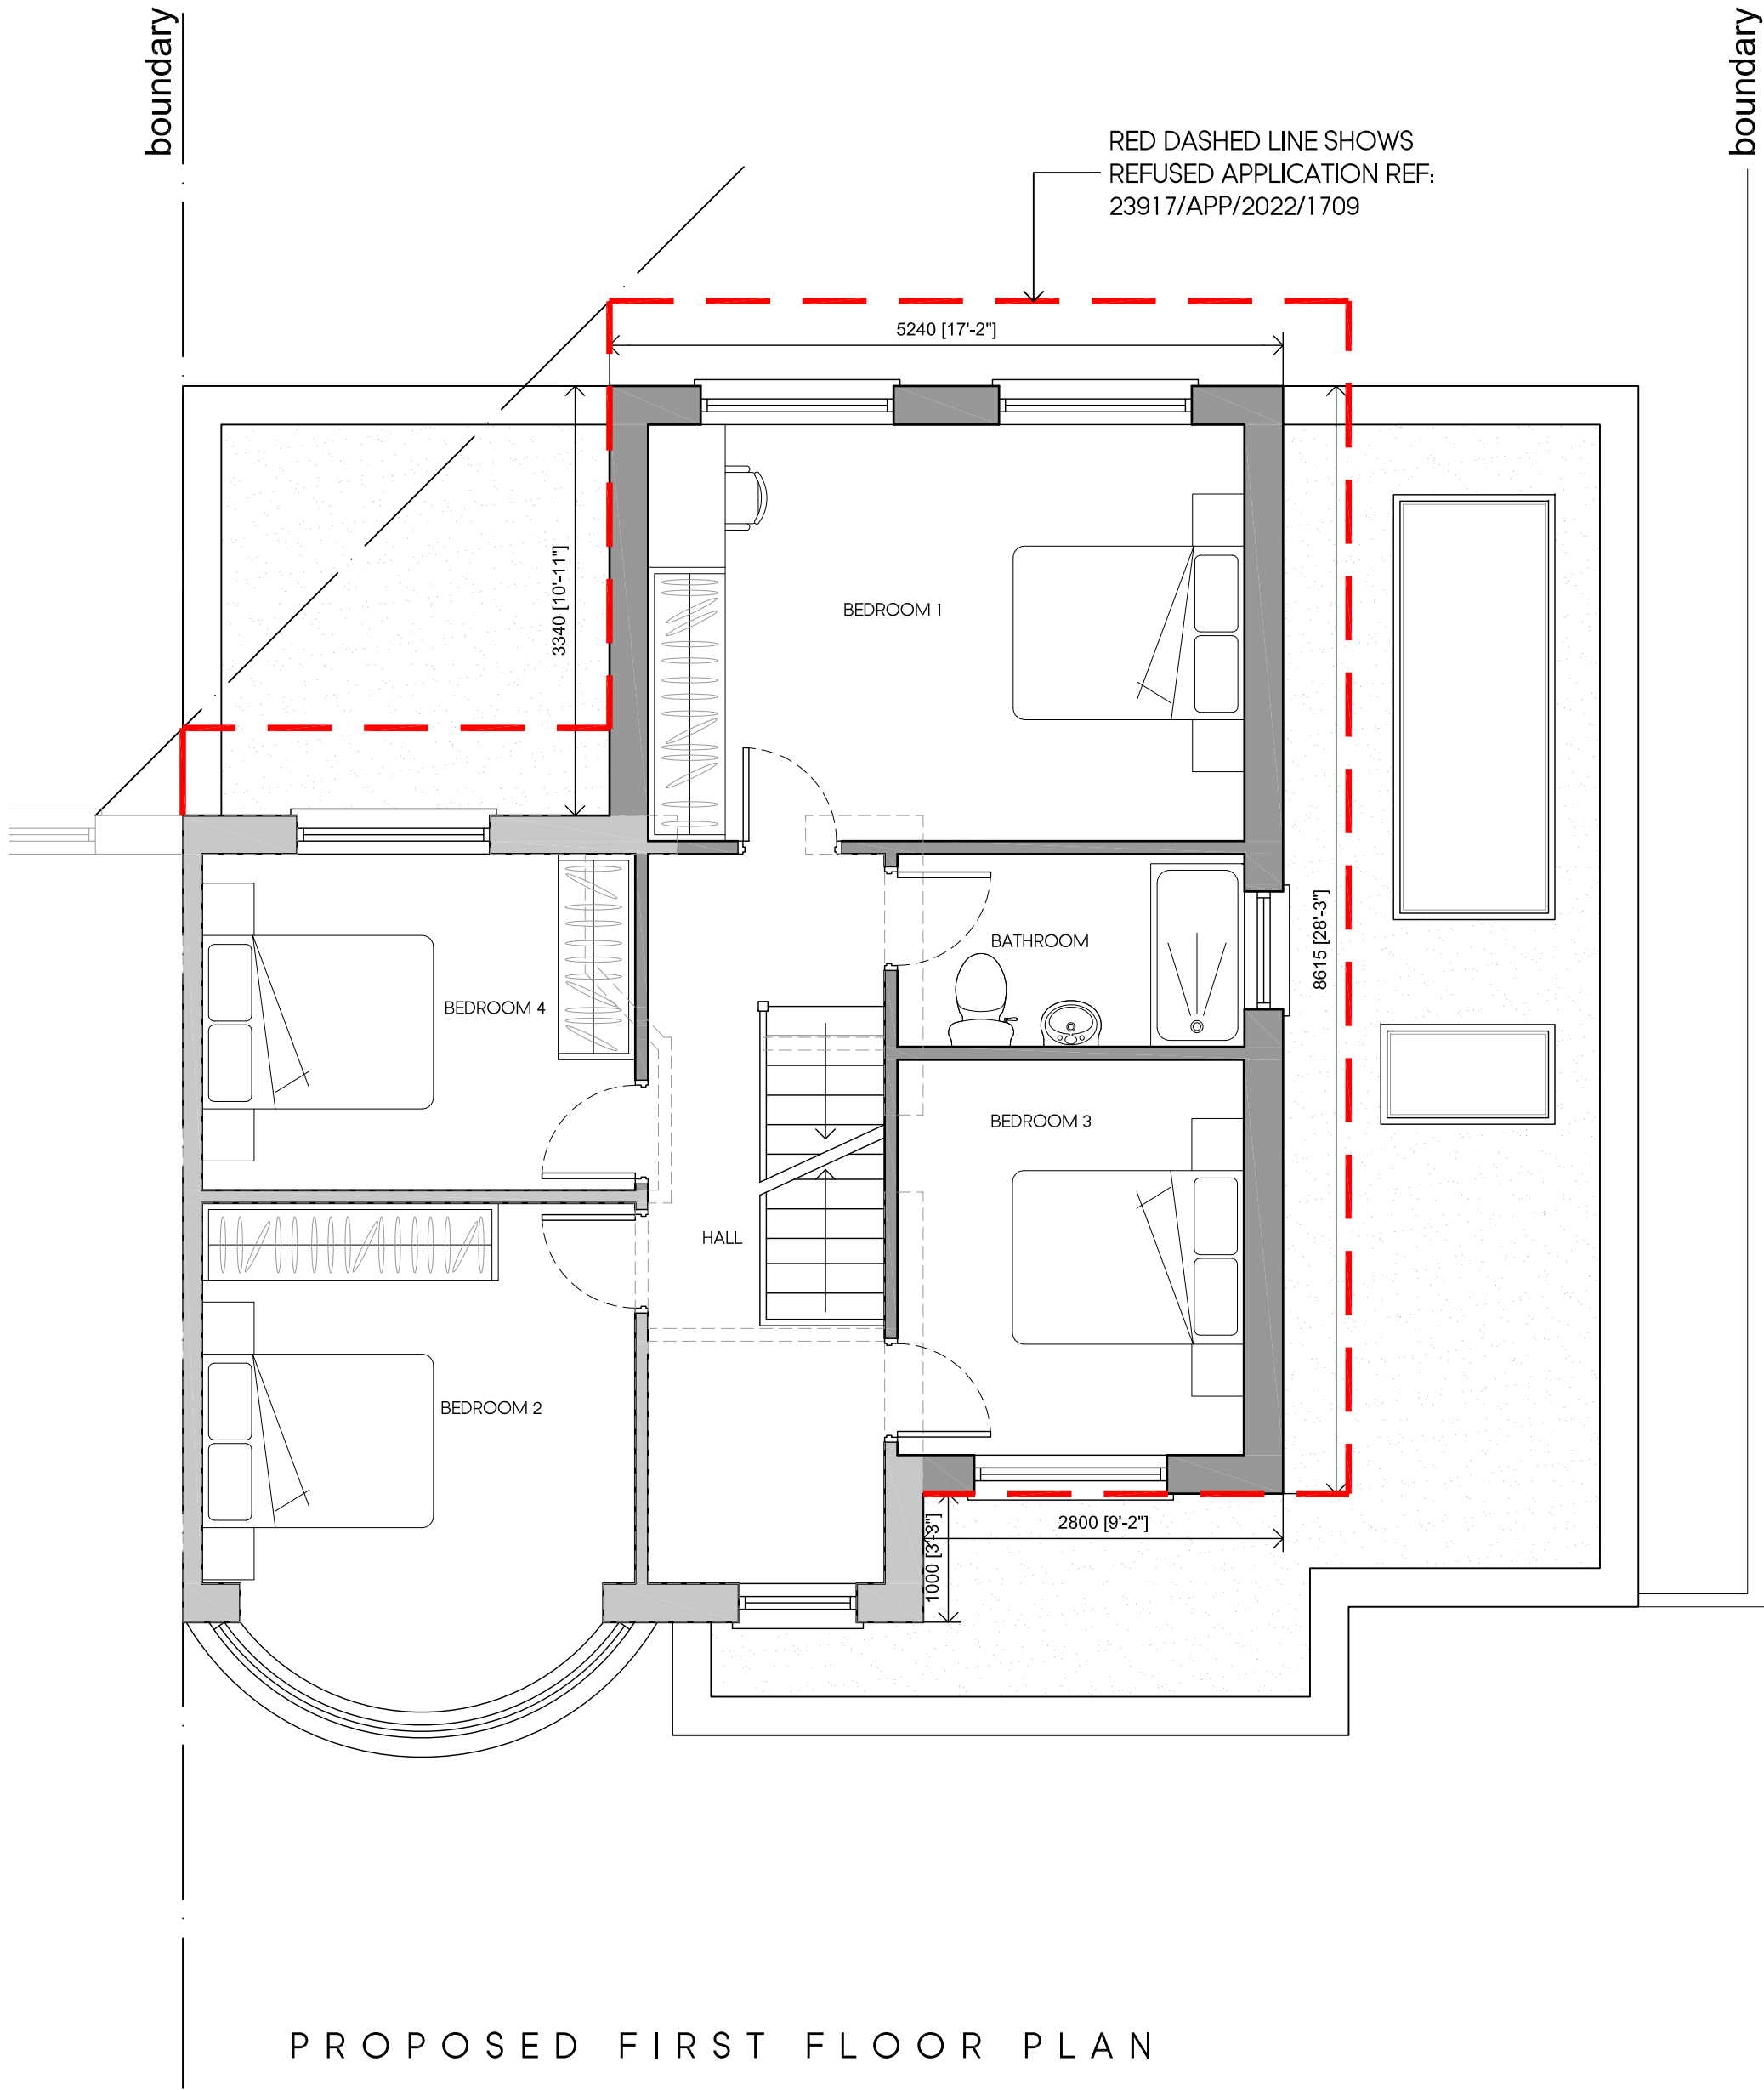 boundary
boundary
RED DASHED LINE SHOWS
REFUSED APPLICATION REF:
23917/APP/2022/1709
5240 [17'-2"]
3340 [10'-11"]
BEDROOM 1
8615 [28'-3"]
BATHROOM
BEDROOM 4
BEDROOM 3
HALL
BEDROOM 2
2800 [9'-2"]
1000 [3'-3"]
PROPOSED FIRST FLOOR PLAN